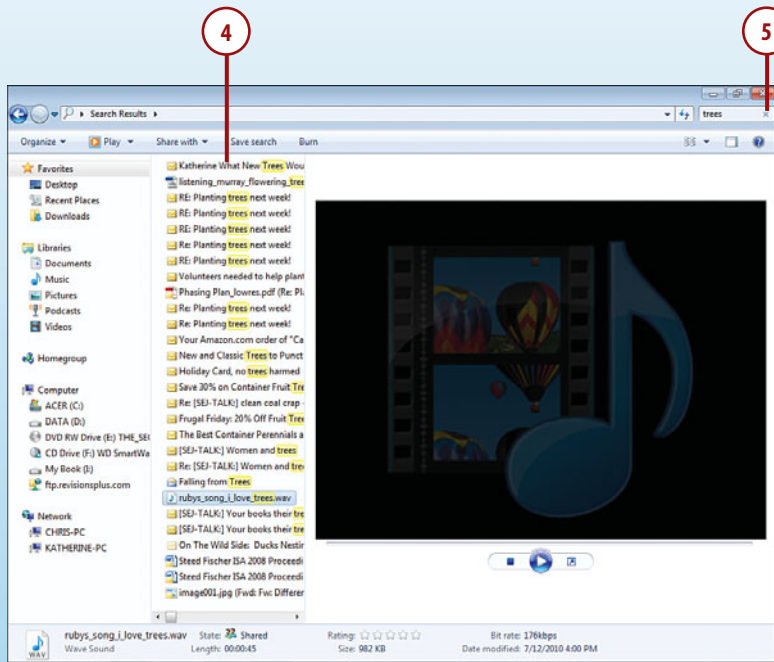 4
5
Search Results
trees
Organize
Play
Share with
Save search
Burn
Favorites
Desktop
Recent Places
Downloads
Libraries
Documents
Music
Pictures
Podcasts
Videos
Homegroup
Computer
ACER (C:)
DATA (D:)
DVD RW Drive (E:) THE_SE
CD Drive (F:) WD SmartWa
My Book (I:)
ftp.revisionsplus.com
Network
CHRIS-PC
KATHERINE-PC
Katherine What New Trees Wou
listening_murray_flowering_tree
RE: Planting trees next week!
RE: Planting trees next week!
RE: Planting trees next week!
Re: Planting trees next week!
RE: Planting trees next week!
Volunteers needed to help plant
Phasing Plan_lowres.pdf (Re: Pl
Re: Planting trees next week!
Re: Planting trees next week!
Your Amazon.com order of "Ca
New and Classic Trees to Punct
Holiday Card, no trees harmed
Save 30% on Container Fruit Tre
Re: [SEJ-TALK:] clean coal crap -
Frugal Friday: 20% Off Fruit Tree
The Best Container Perennials a
[SEJ-TALK:] Women and trees
Re: [SEJ-TALK:] Women and tre
Falling from Trees
rubys_song_i_love_trees.wav
[SEJ-TALK:] Your books their tre
[SEJ-TALK:] Your books their tre
On The Wild Side: Ducks Nestir
Steed Fischer ISA 2008 Proceedi
Steed Fischer ISA 2008 Proceedi
image001.jpg (Fwd: Fw: Differer
WAV
rubys_song_i_love_trees.wav
Wave Sound
State: Shared
Length: 00:00:45
Rating:
Size: 982 KB
Bit rate: 176kbps
Date modified: 7/12/2010 4:00 PM